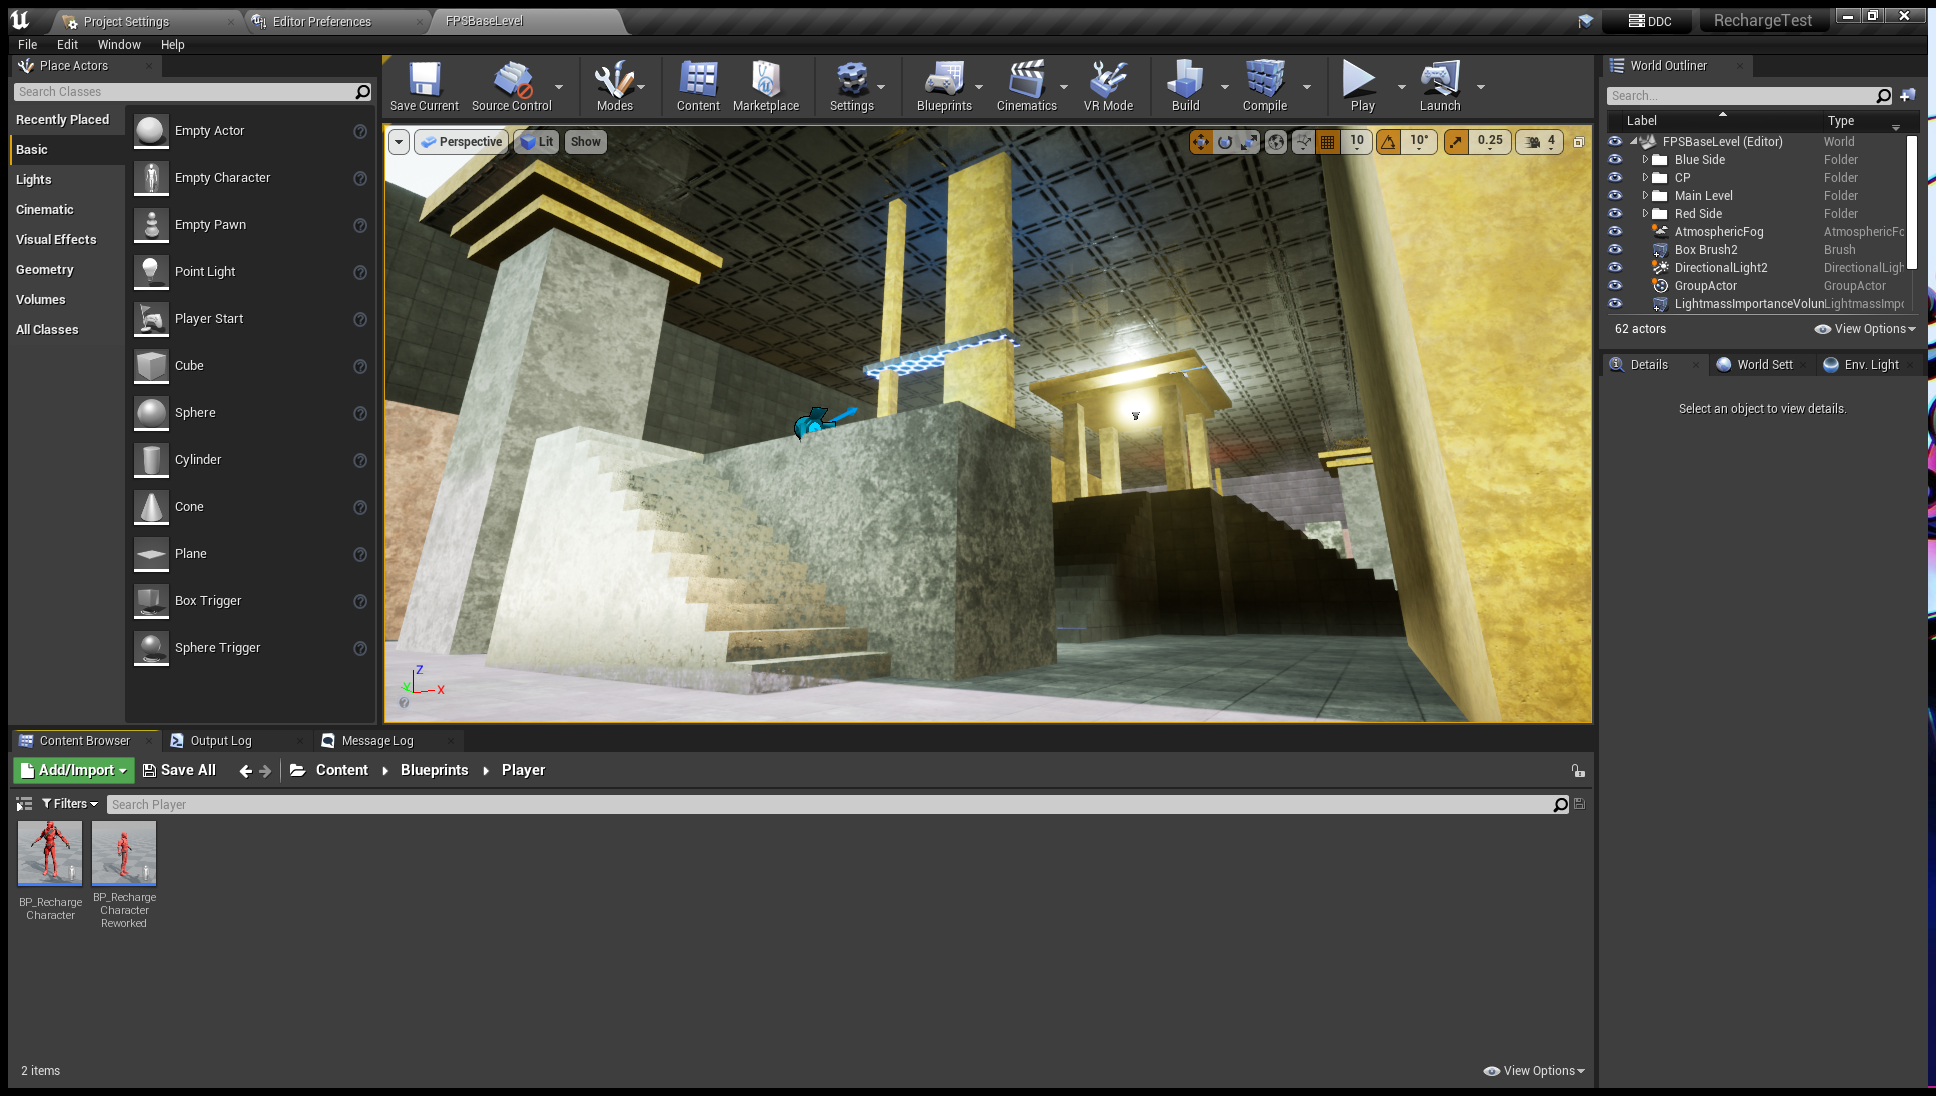 Project Settings
Editor Preferences
FPSBaseLevel
DDC
RechargeTest
File
Edit
Window
Help
Place Actors
Search Classes
Recently Placed
Basic
Lights
Cinematic
Visual Effects
Geometry
Volumes
All Classes
Empty Actor
Empty Character
Empty Pawn
Point Light
Player Start
Cube
Sphere
Cylinder
Cone
Plane
Box Trigger
Sphere Trigger
Save Current
Source Control
Modes
Content
Marketplace
Settings
Blueprints
Cinematics
VR Mode
Build
Compile
Play
Launch
Perspective
Lit
Show
10
10°
0.25
4
Z
Y
X
World Outliner
Search...
Label
Type
FPSBaseLevel (Editor) World
Blue Side Folder
CP Folder
Main Level Folder
Red Side Folder
AtmosphericFog AtmosphericFo
Box Brush2 Brush
DirectionalLight2 DirectionalLigh
GroupActor GroupActor
LightmassImportanceVolun LightmassImpo
62 actors
View Options
Details
World Sett
Env. Light
Select an object to view details.
Content Browser
Output Log
Message Log
Add/Import
Save All
Content
Blueprints
Player
Filters
Search Player
BP_Recharge
Character
BP_Recharge
Character
Reworked
2 items
View Options